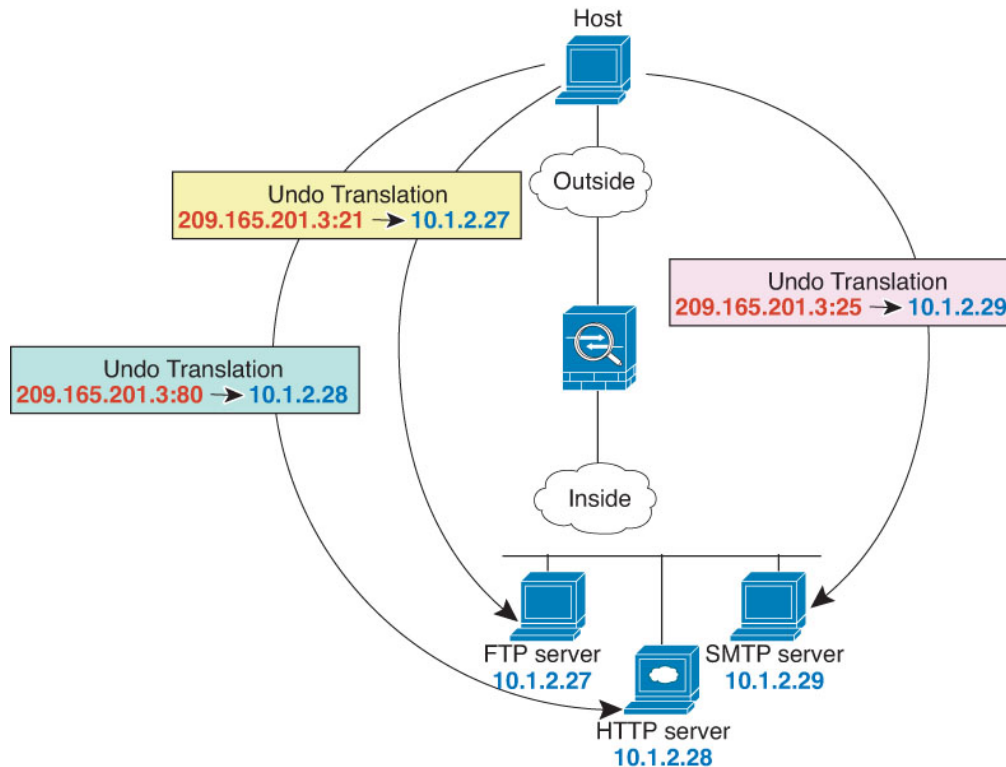 Host
Outside
Undo Translation
209.165.201.3:21 → 10.1.2.27
Undo Translation
209.165.201.3:25 → 10.1.2.29
Undo Translation
209.165.201.3:80 → 10.1.2.28
Inside
FTP server
10.1.2.27
SMTP server
10.1.2.29
HTTP server
10.1.2.28